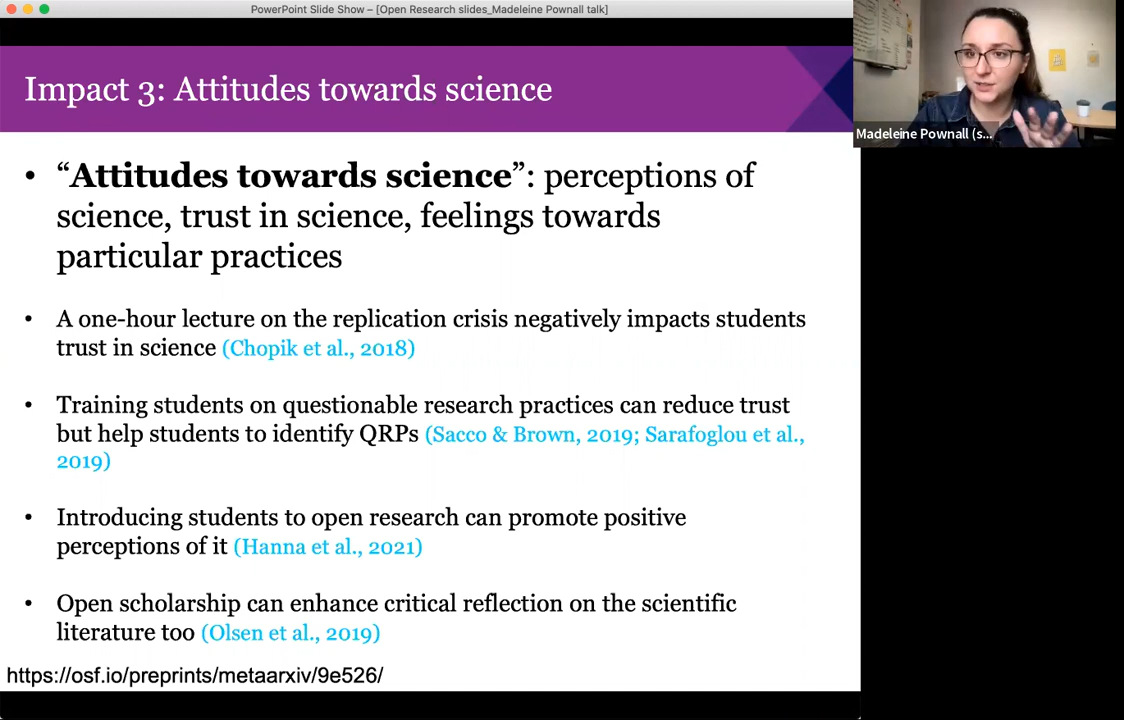 PowerPoint Slide Show – [Open Research slides_Madeleine Pownall talk]
Impact 3: Attitudes towards science
Madeleine Pownall (s...
• “Attitudes towards science”: perceptions of
science, trust in science, feelings towards
particular practices
• A one-hour lecture on the replication crisis negatively impacts students
trust in science (Chopik et al., 2018)
• Training students on questionable research practices can reduce trust
but help students to identify QRPs (Sacco & Brown, 2019; Sarafoglou et al.,
2019)
• Introducing students to open research can promote positive
perceptions of it (Hanna et al., 2021)
• Open scholarship can enhance critical reflection on the scientific
literature too (Olsen et al., 2019)
https://osf.io/preprints/metaarxiv/9e526/